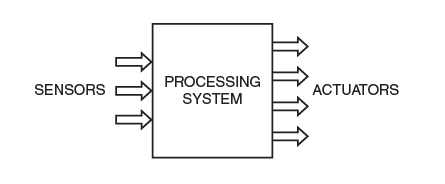 SENSORS
PROCESSING
SYSTEM
ACTUATORS